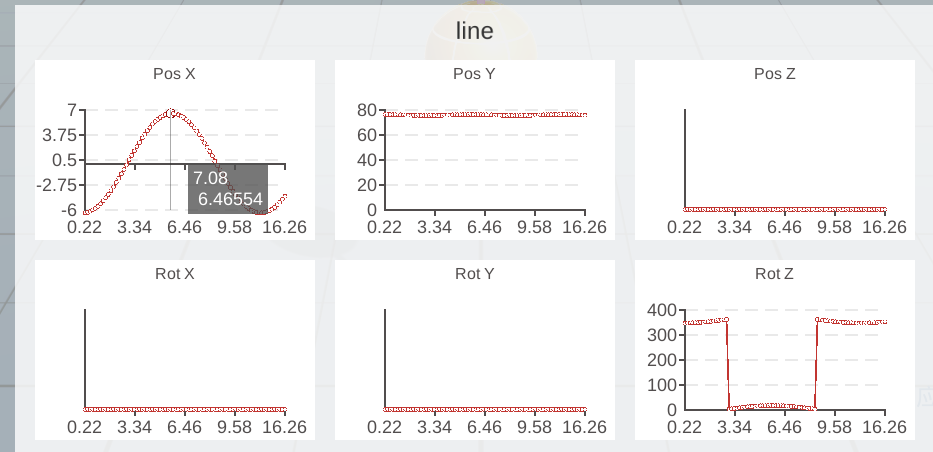 line
Pos X
7
3.75
0.5
-2.75
-6
0.22 3.34 6.46 9.58 16.26
7.08
6.46554
Pos Y
80
60
40
20
0
0.22 3.34 6.46 9.58 16.26
Pos Z
0.22 3.34 6.46 9.58 16.26
Rot X
0.22 3.34 6.46 9.58 16.26
Rot Y
0.22 3.34 6.46 9.58 16.26
Rot Z
400
300
200
100
0
0.22 3.34 6.46 9.58 16.26